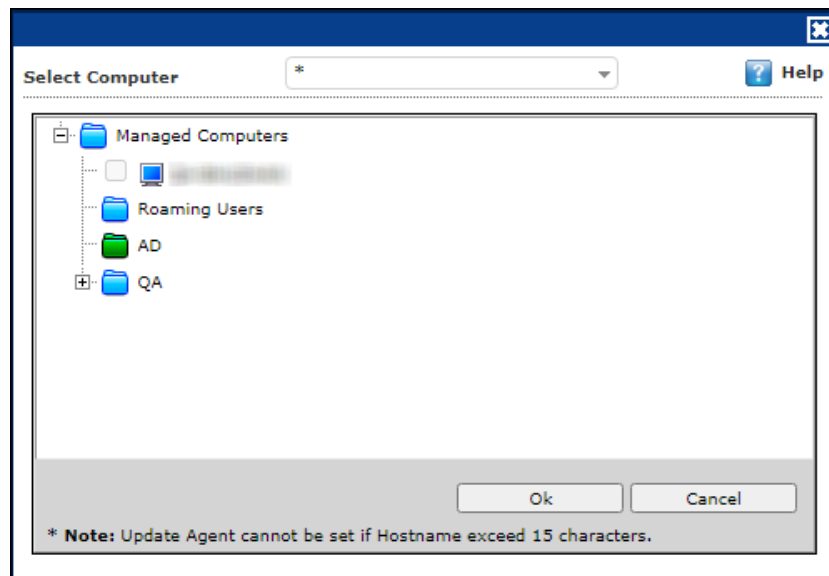 Select Computer
*
Help
Managed Computers
Roaming Users
AD
QA
Ok
Cancel
* Note: Update Agent cannot be set if Hostname exceed 15 characters.